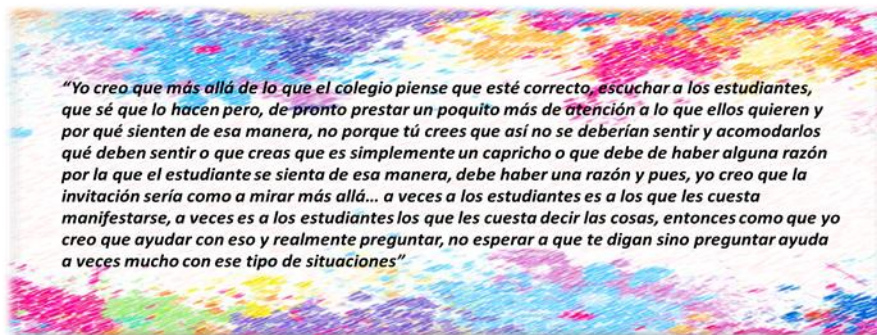 “Yo creo que más allá de lo que el colegio piense que esté correcto, escuchar a los estudiantes,
que sé que lo hacen pero, de pronto prestar un poquito más de atención a lo que ellos quieren y
por qué sienten de esa manera, no porque tú crees que así no se deberían sentir y acomodarlos
qué deben sentir o que creas que es simplemente un capricho o que debe de haber alguna razón
por la que el estudiante se sienta de esa manera, debe haber una razón y pues, yo creo que la
invitación sería como a mirar más allá... a veces a los estudiantes es a los que les cuesta
manifestarse, a veces es a los estudiantes los que les cuesta decir las cosas, entonces como que yo
creo que ayudar con eso y realmente preguntar, no esperar a que te digan sino preguntar ayuda
a veces mucho con ese tipo de situaciones”